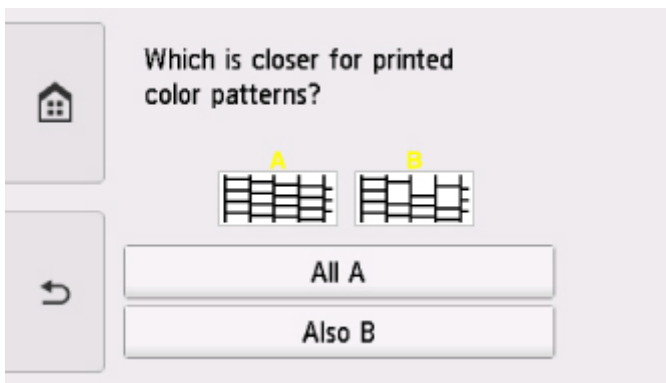 Which is closer for printed
color patterns?
A B
All A
Also B